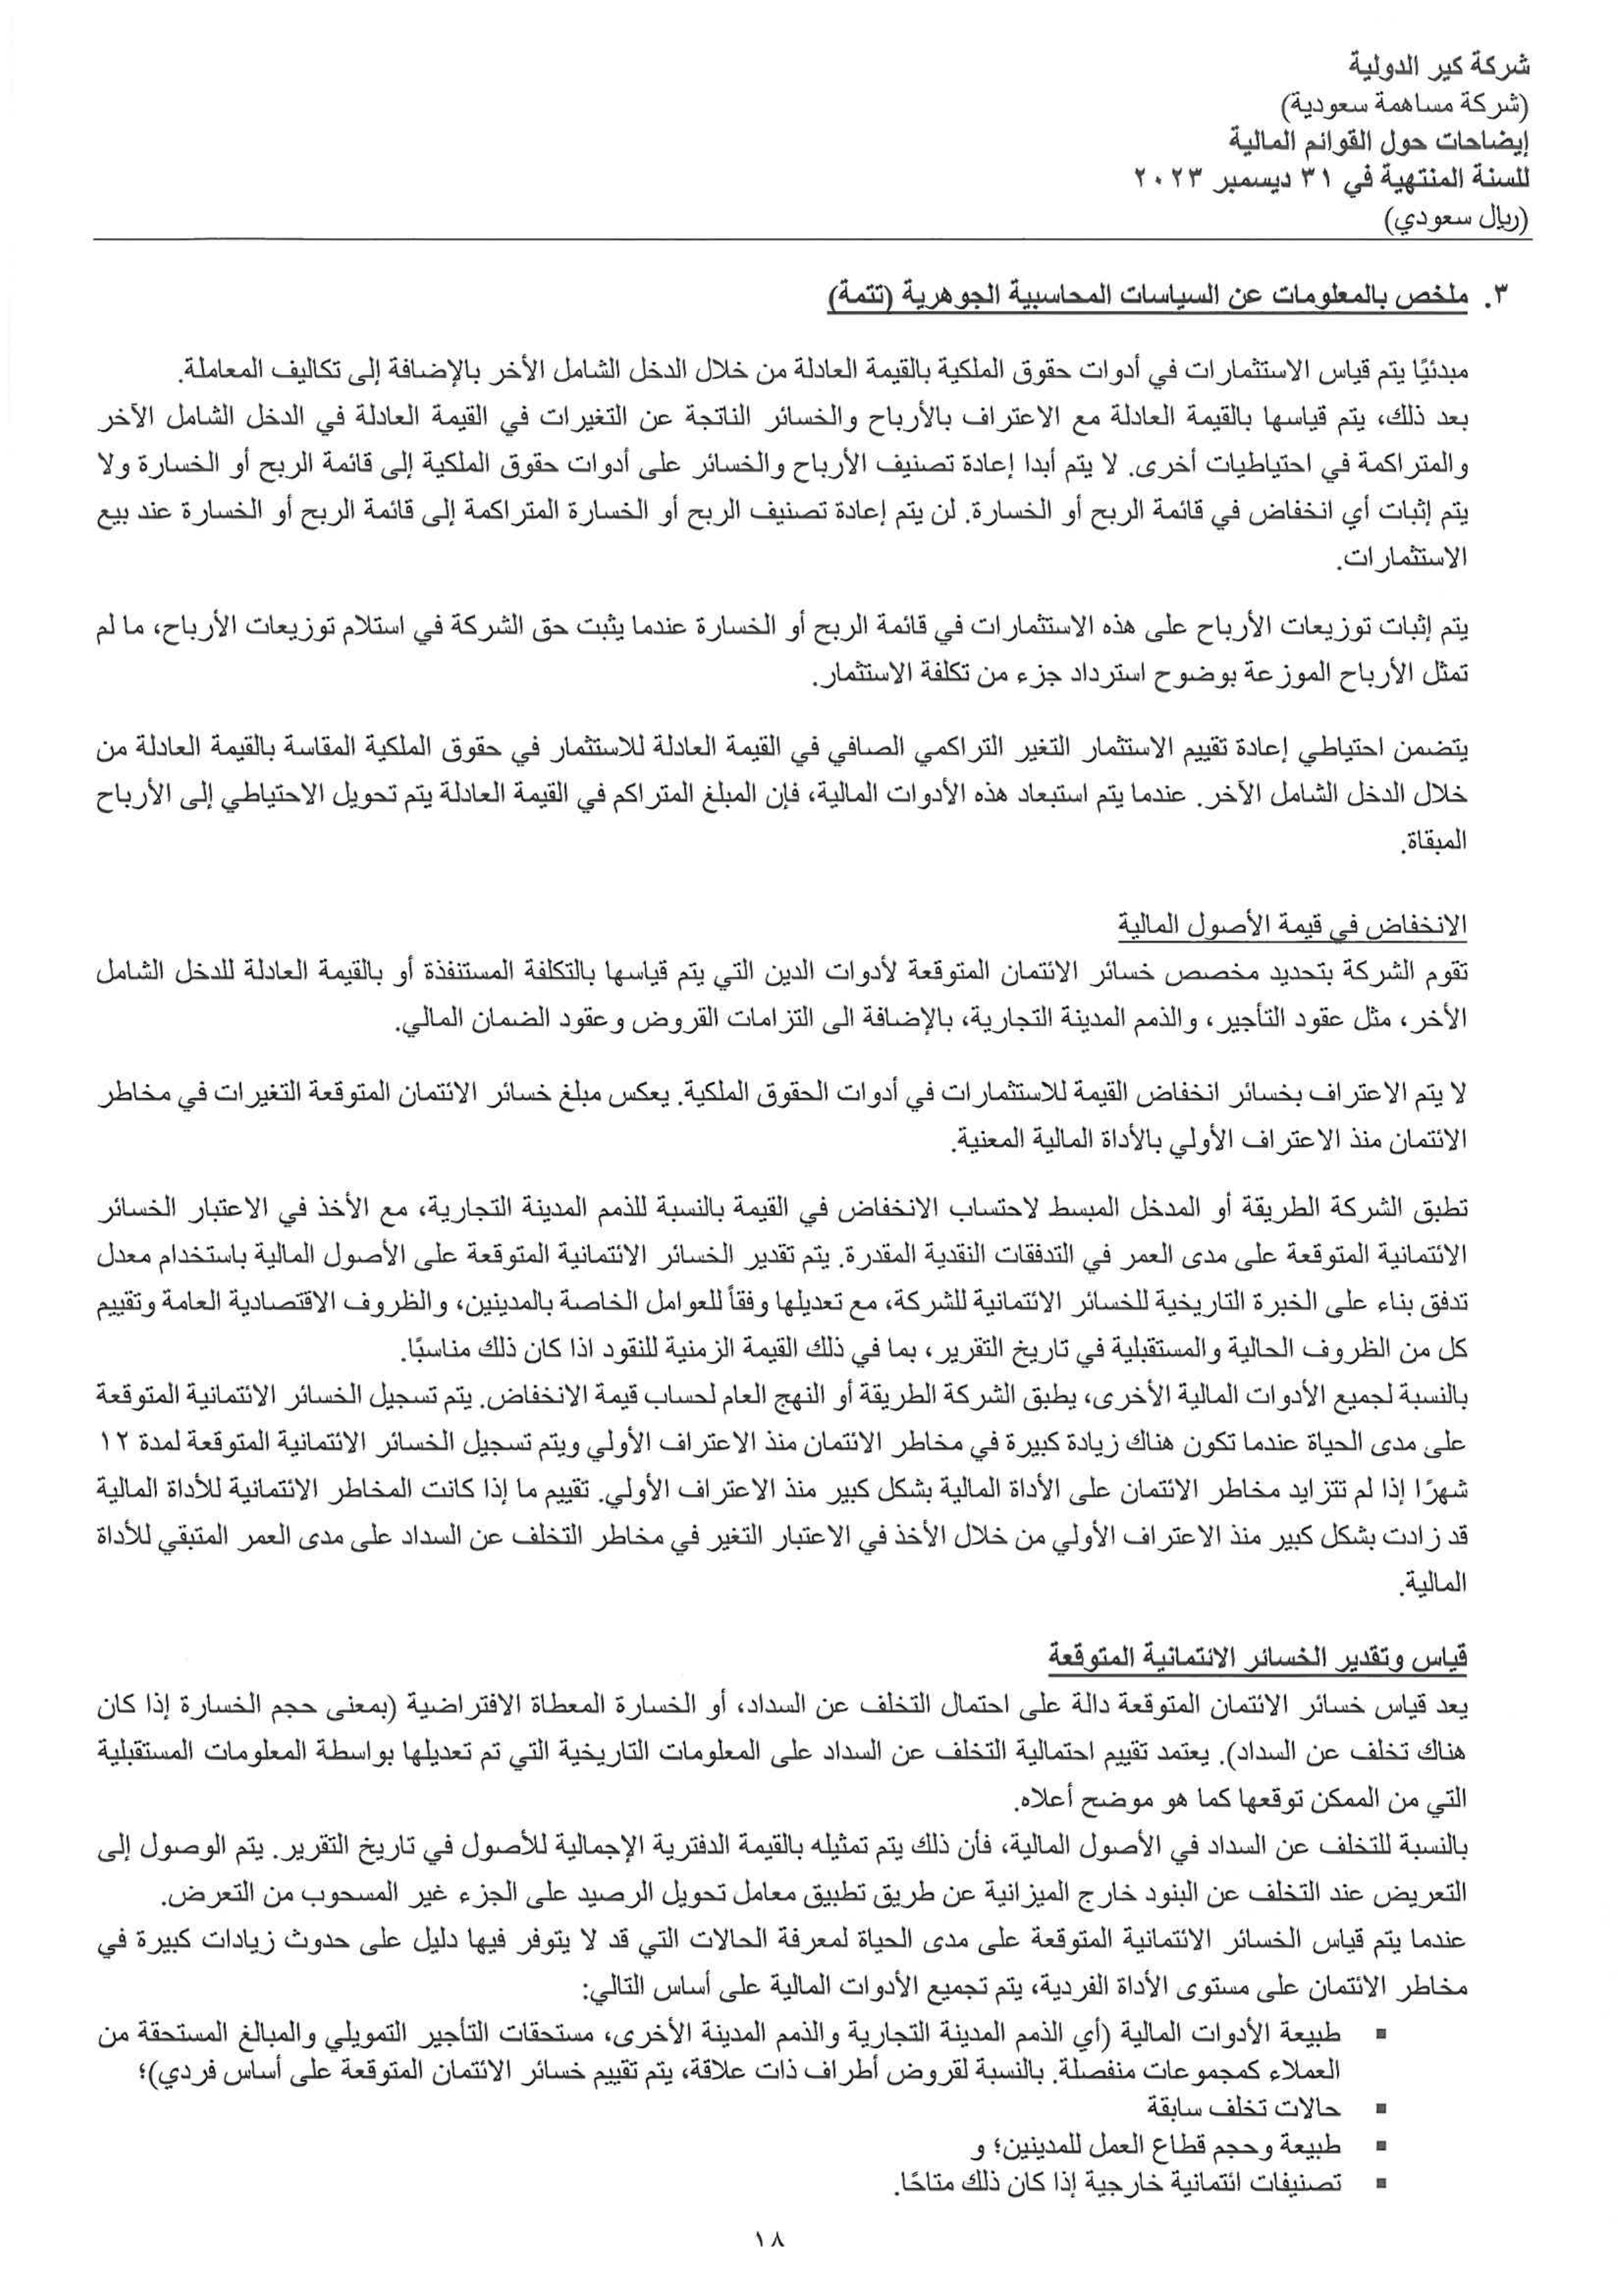 شركة كير الدولية
(شركة مساهمة سعودية)
إيضاحات حول القوائم المالية
للسنة المنتهية في ٣١ ديسمبر ٢٠٢٣
(ريال سعودي)
٣. ملخص بالمعلومات عن السياسات المحاسبية الجوهرية (تتمة)
مبدئيًا يتم قياس الاستثمارات في أدوات حقوق الملكية بالقيمة العادلة من خلال الدخل الشامل الأخر بالإضافة إلى تكاليف المعاملة.
بعد ذلك، يتم قياسها بالقيمة العادلة مع الاعتراف بالأرباح والخسائر الناتجة عن التغيرات في القيمة العادلة في الدخل الشامل الآخر
والمتراكمة في احتياطيات أخرى. لا يتم أبدا إعادة تصنيف الأرباح والخسائر على أدوات حقوق الملكية إلى قائمة الربح أو الخسارة ولا
يتم إثبات أي انخفاض في قائمة الربح أو الخسارة. لن يتم إعادة تصنيف الربح أو الخسارة المتراكمة إلى قائمة الربح أو الخسارة عند بيع
الاستثمارات.
يتم إثبات توزيعات الأرباح على هذه الاستثمارات في قائمة الربح أو الخسارة عندما يثبت حق الشركة في استلام توزيعات الأرباح، ما لم
تمثل الأرباح الموزعة بوضوح استرداد جزء من تكلفة الاستثمار.
يتضمن احتياطي إعادة تقييم الاستثمار التغير التراكمي الصافي في القيمة العادلة للاستثمار في حقوق الملكية المقاسة بالقيمة العادلة من
خلال الدخل الشامل الآخر. عندما يتم استبعاد هذه الأدوات المالية، فإن المبلغ المتراكم في القيمة العادلة يتم تحويل الاحتياطي إلى الأرباح
المبقاة.
الانخفاض في قيمة الأصول المالية
تقوم الشركة بتحديد مخصص خسائر الائتمان المتوقعة لأدوات الدين التي يتم قياسها بالتكلفة المستنفذة أو بالقيمة العادلة للدخل الشامل
الأخر، مثل عقود التأجير، والذمم المدينة التجارية، بالإضافة الى التزامات القروض وعقود الضمان المالي.
لا يتم الاعتراف بخسائر انخفاض القيمة للاستثمارات في أدوات الحقوق الملكية. يعكس مبلغ خسائر الائتمان المتوقعة التغيرات في مخاطر
الائتمان منذ الاعتراف الأولي بالأداة المالية المعنية.
تطبق الشركة الطريقة أو المدخل المبسط لاحتساب الانخفاض في القيمة بالنسبة للذمم المدينة التجارية، مع الأخذ في الاعتبار الخسائر
الائتمانية المتوقعة على مدى العمر في التدفقات النقدية المقدرة. يتم تقدير الخسائر الائتمانية المتوقعة على الأصول المالية باستخدام معدل
تدفق بناء على الخبرة التاريخية للخسائر الائتمانية للشركة، مع تعديلها وفقاً للعوامل الخاصة بالمدينين، والظروف الاقتصادية العامة وتقييم
كل من الظروف الحالية والمستقبلية في تاريخ التقرير، بما في ذلك القيمة الزمنية للنقود اذا كان ذلك مناسبًا.
بالنسبة لجميع الأدوات المالية الأخرى، يطبق الشركة الطريقة أو النهج العام لحساب قيمة الانخفاض. يتم تسجيل الخسائر الائتمانية المتوقعة
على مدى الحياة عندما تكون هناك زيادة كبيرة في مخاطر الائتمان منذ الاعتراف الأولي ويتم تسجيل الخسائر الائتمانية المتوقعة لمدة ١٢
شهرًا إذا لم تتزايد مخاطر الائتمان على الأداة المالية بشكل كبير منذ الاعتراف الأولي. تقييم ما إذا كانت المخاطر الائتمانية للأداة المالية
قد زادت بشكل كبير منذ الاعتراف الأولي من خلال الأخذ في الاعتبار التغير في مخاطر التخلف عن السداد على مدى العمر المتبقي للأداة
المالية.
قياس وتقدير الخسائر الائتمانية المتوقعة
يعد قياس خسائر الائتمان المتوقعة دالة على احتمال التخلف عن السداد، أو الخسارة المعطاة الافتراضية (بمعنى حجم الخسارة إذا كان
هناك تخلف عن السداد). يعتمد تقييم احتمالية التخلف عن السداد على المعلومات التاريخية التي تم تعديلها بواسطة المعلومات المستقبلية
التي من الممكن توقعها كما هو موضح أعلاه.
بالنسبة للتخلف عن السداد في الأصول المالية، فأن ذلك يتم تمثيله بالقيمة الدفترية الإجمالية للأصول في تاريخ التقرير. يتم الوصول إلى
التعريض عند التخلف عن البنود خارج الميزانية عن طريق تطبيق معامل تحويل الرصيد على الجزء غير المسحوب من التعرض.
عندما يتم قياس الخسائر الائتمانية المتوقعة على مدى الحياة لمعرفة الحالات التي قد لا يتوفر فيها دليل على حدوث زيادات كبيرة في
مخاطر الائتمان على مستوى الأداة الفردية، يتم تجميع الأدوات المالية على أساس التالي:
▪ طبيعة الأدوات المالية (أي الذمم المدينة التجارية والذمم المدينة الأخرى، مستحقات التأجير التمويلي والمبالغ المستحقة من
العملاء كمجموعات منفصلة. بالنسبة لقروض أطراف ذات علاقة، يتم تقييم خسائر الائتمان المتوقعة على أساس فردي)؛
▪ حالات تخلف سابقة
▪ طبيعة وحجم قطاع العمل للمدينين؛ و
▪ تصنيفات ائتمانية خارجية إذا كان ذلك متاحًا.
١٨